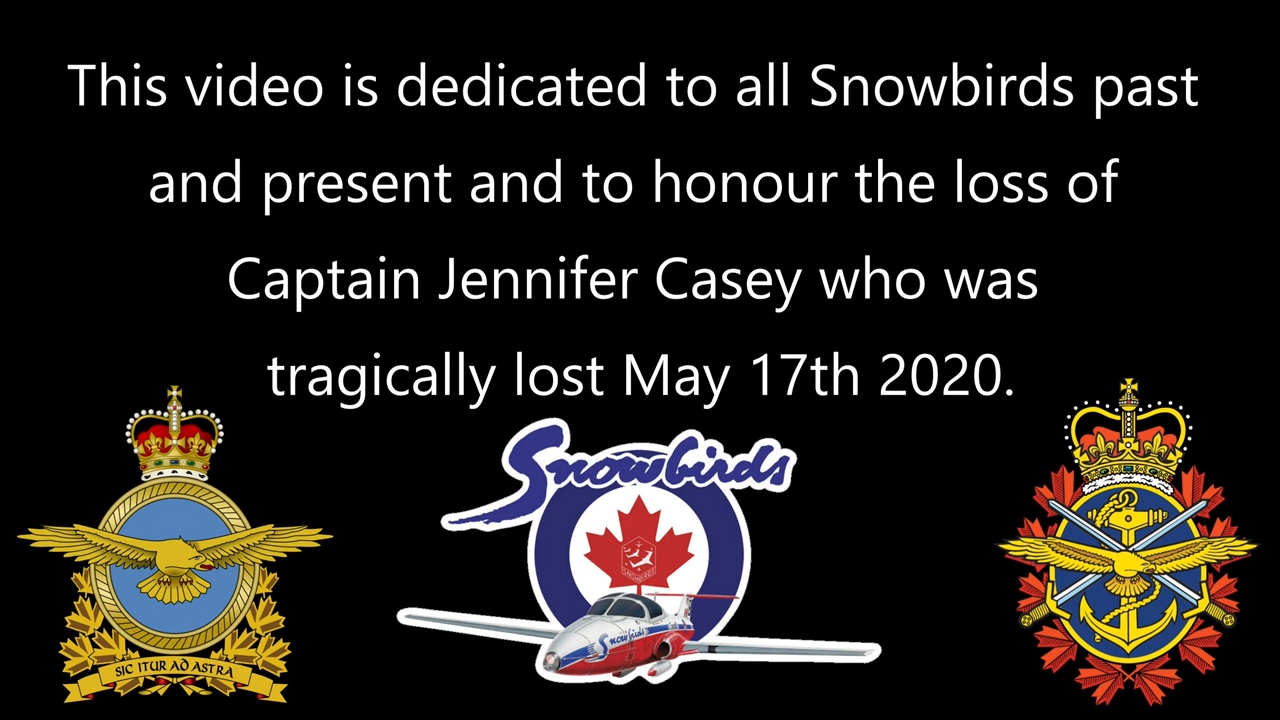 This video is dedicated to all Snowbirds past
and present and to honour the loss of
Captain Jennifer Casey who was
tragically lost May 17th 2020.
Snowbirds
SNOWBIRDS
Snowbirds
SIC ITUR AD ASTRA